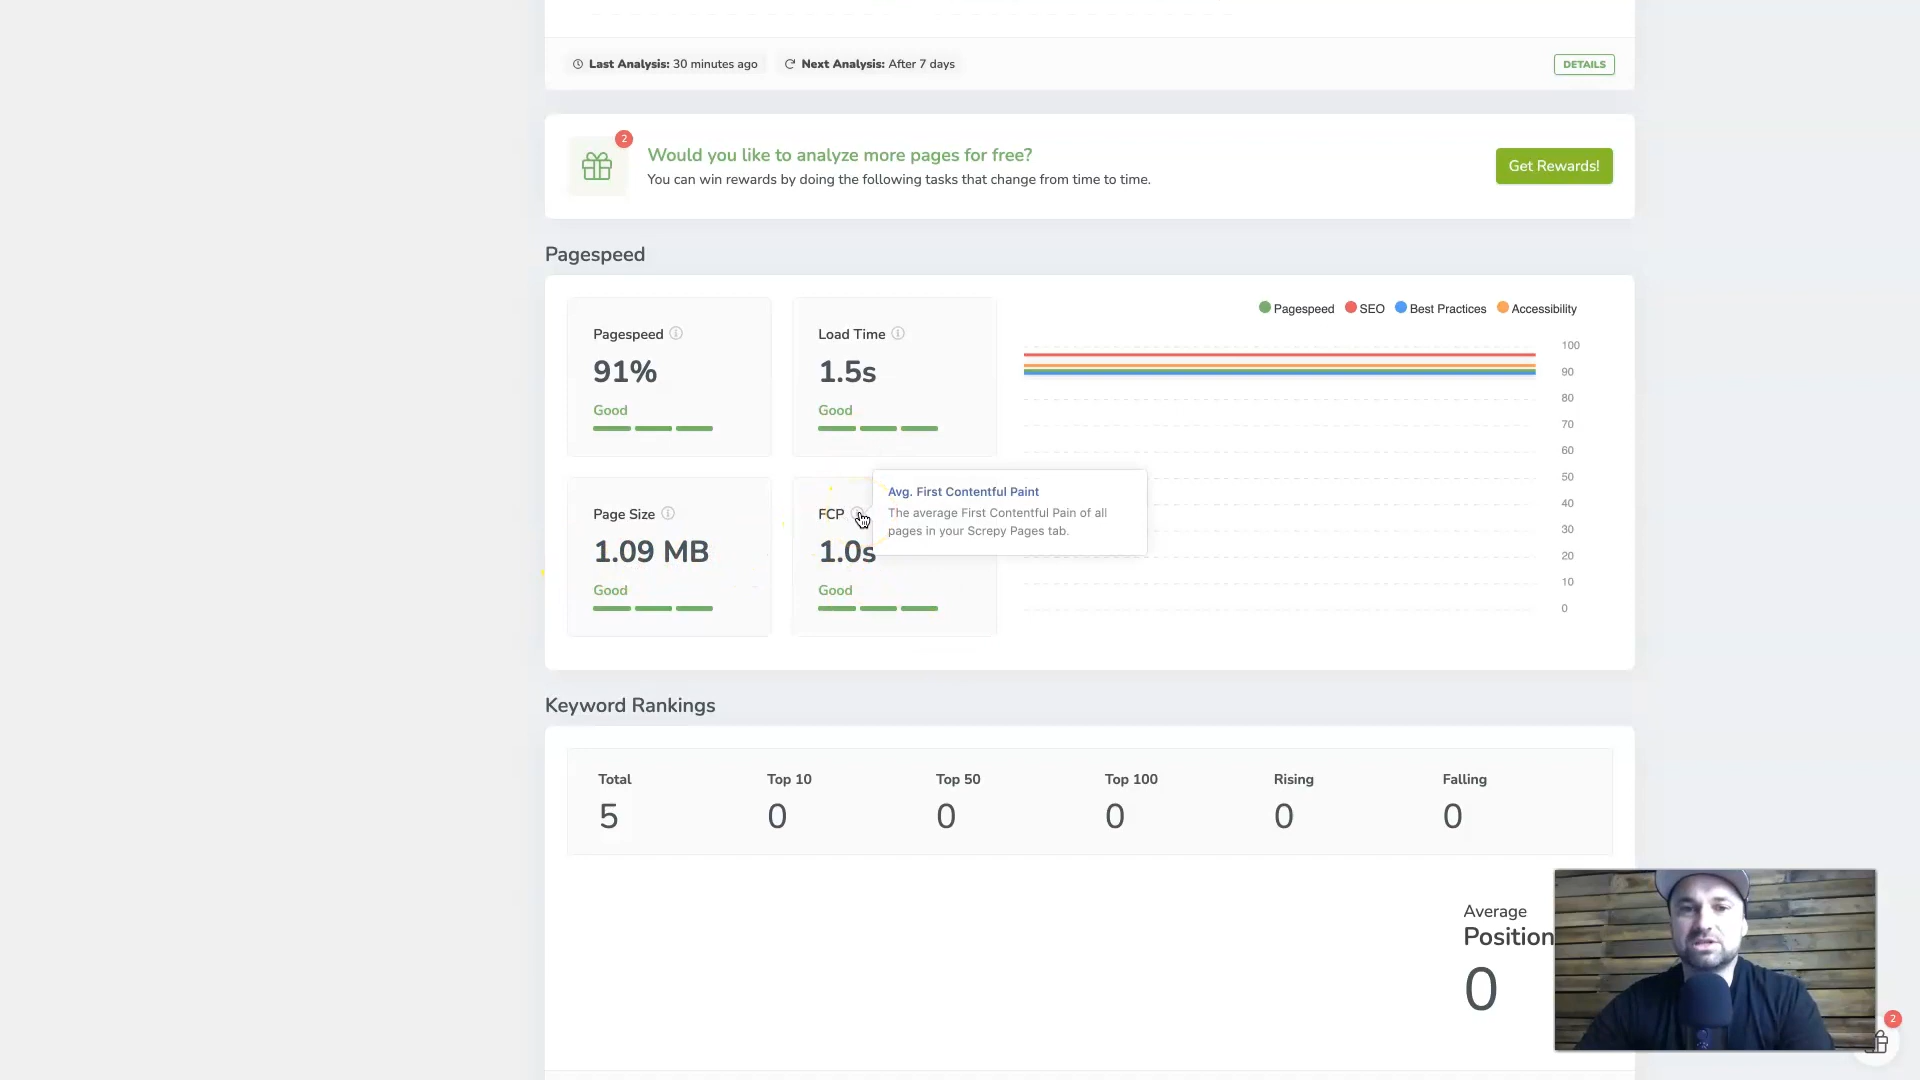 Last Analysis: 30 minutes ago
Next Analysis: After 7 days
DETAILS
2
Would you like to analyze more pages for free?
You can win rewards by doing the following tasks that change from time to time.
Get Rewards!
Pagespeed
Pagespeed
91%
Good
Load Time
1.5s
Good
Pagespeed SEO Best Practices Accessibility
100
90
80
70
60
50
40
30
20
10
0
Page Size
1.09 MB
Good
FCP
1.0s
Good
Avg. First Contentful Paint
The average First Contentful Pain of all
pages in your Screpy Pages tab.
Keyword Rankings
Total
5
Top 10
0
Top 50
0
Top 100
0
Rising
0
Falling
0
Average
Position
0
2